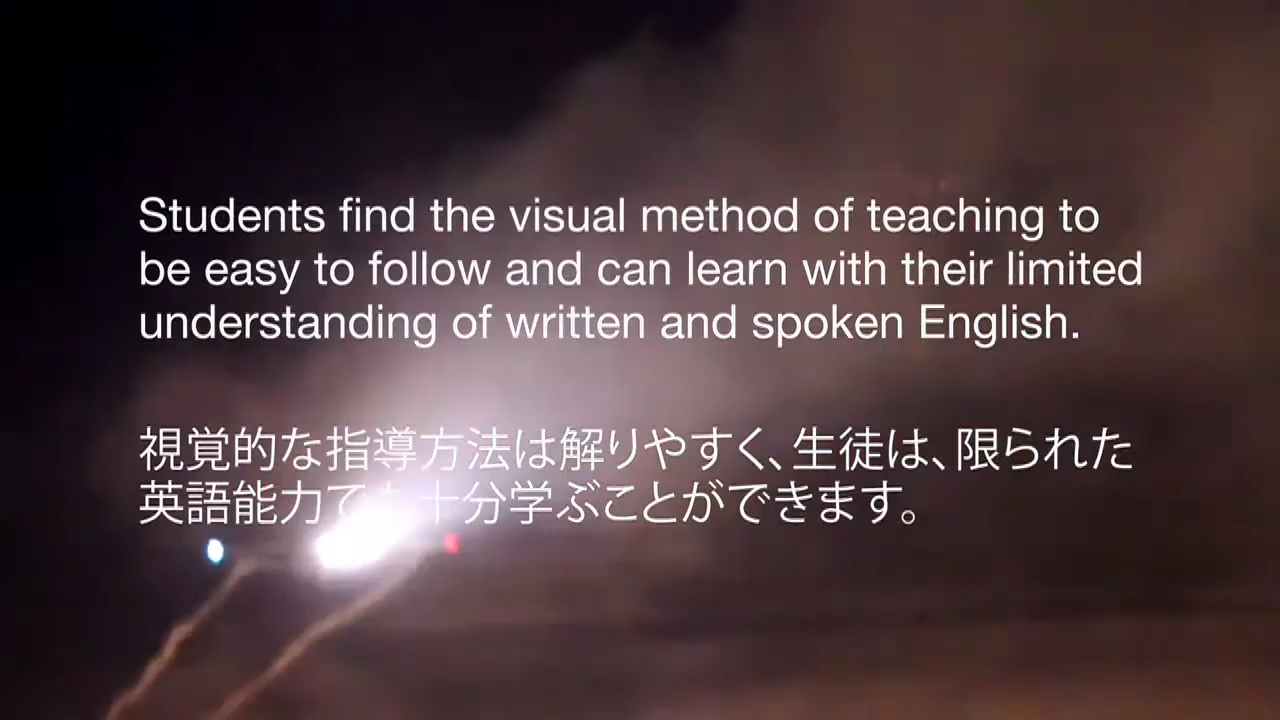 Students find the visual method of teaching to
be easy to follow and can learn with their limited
understanding of written and spoken English.
視覚的な指導方法は解りやすく、生徒は、限られた
英語能力でも十分学ぶことができます。